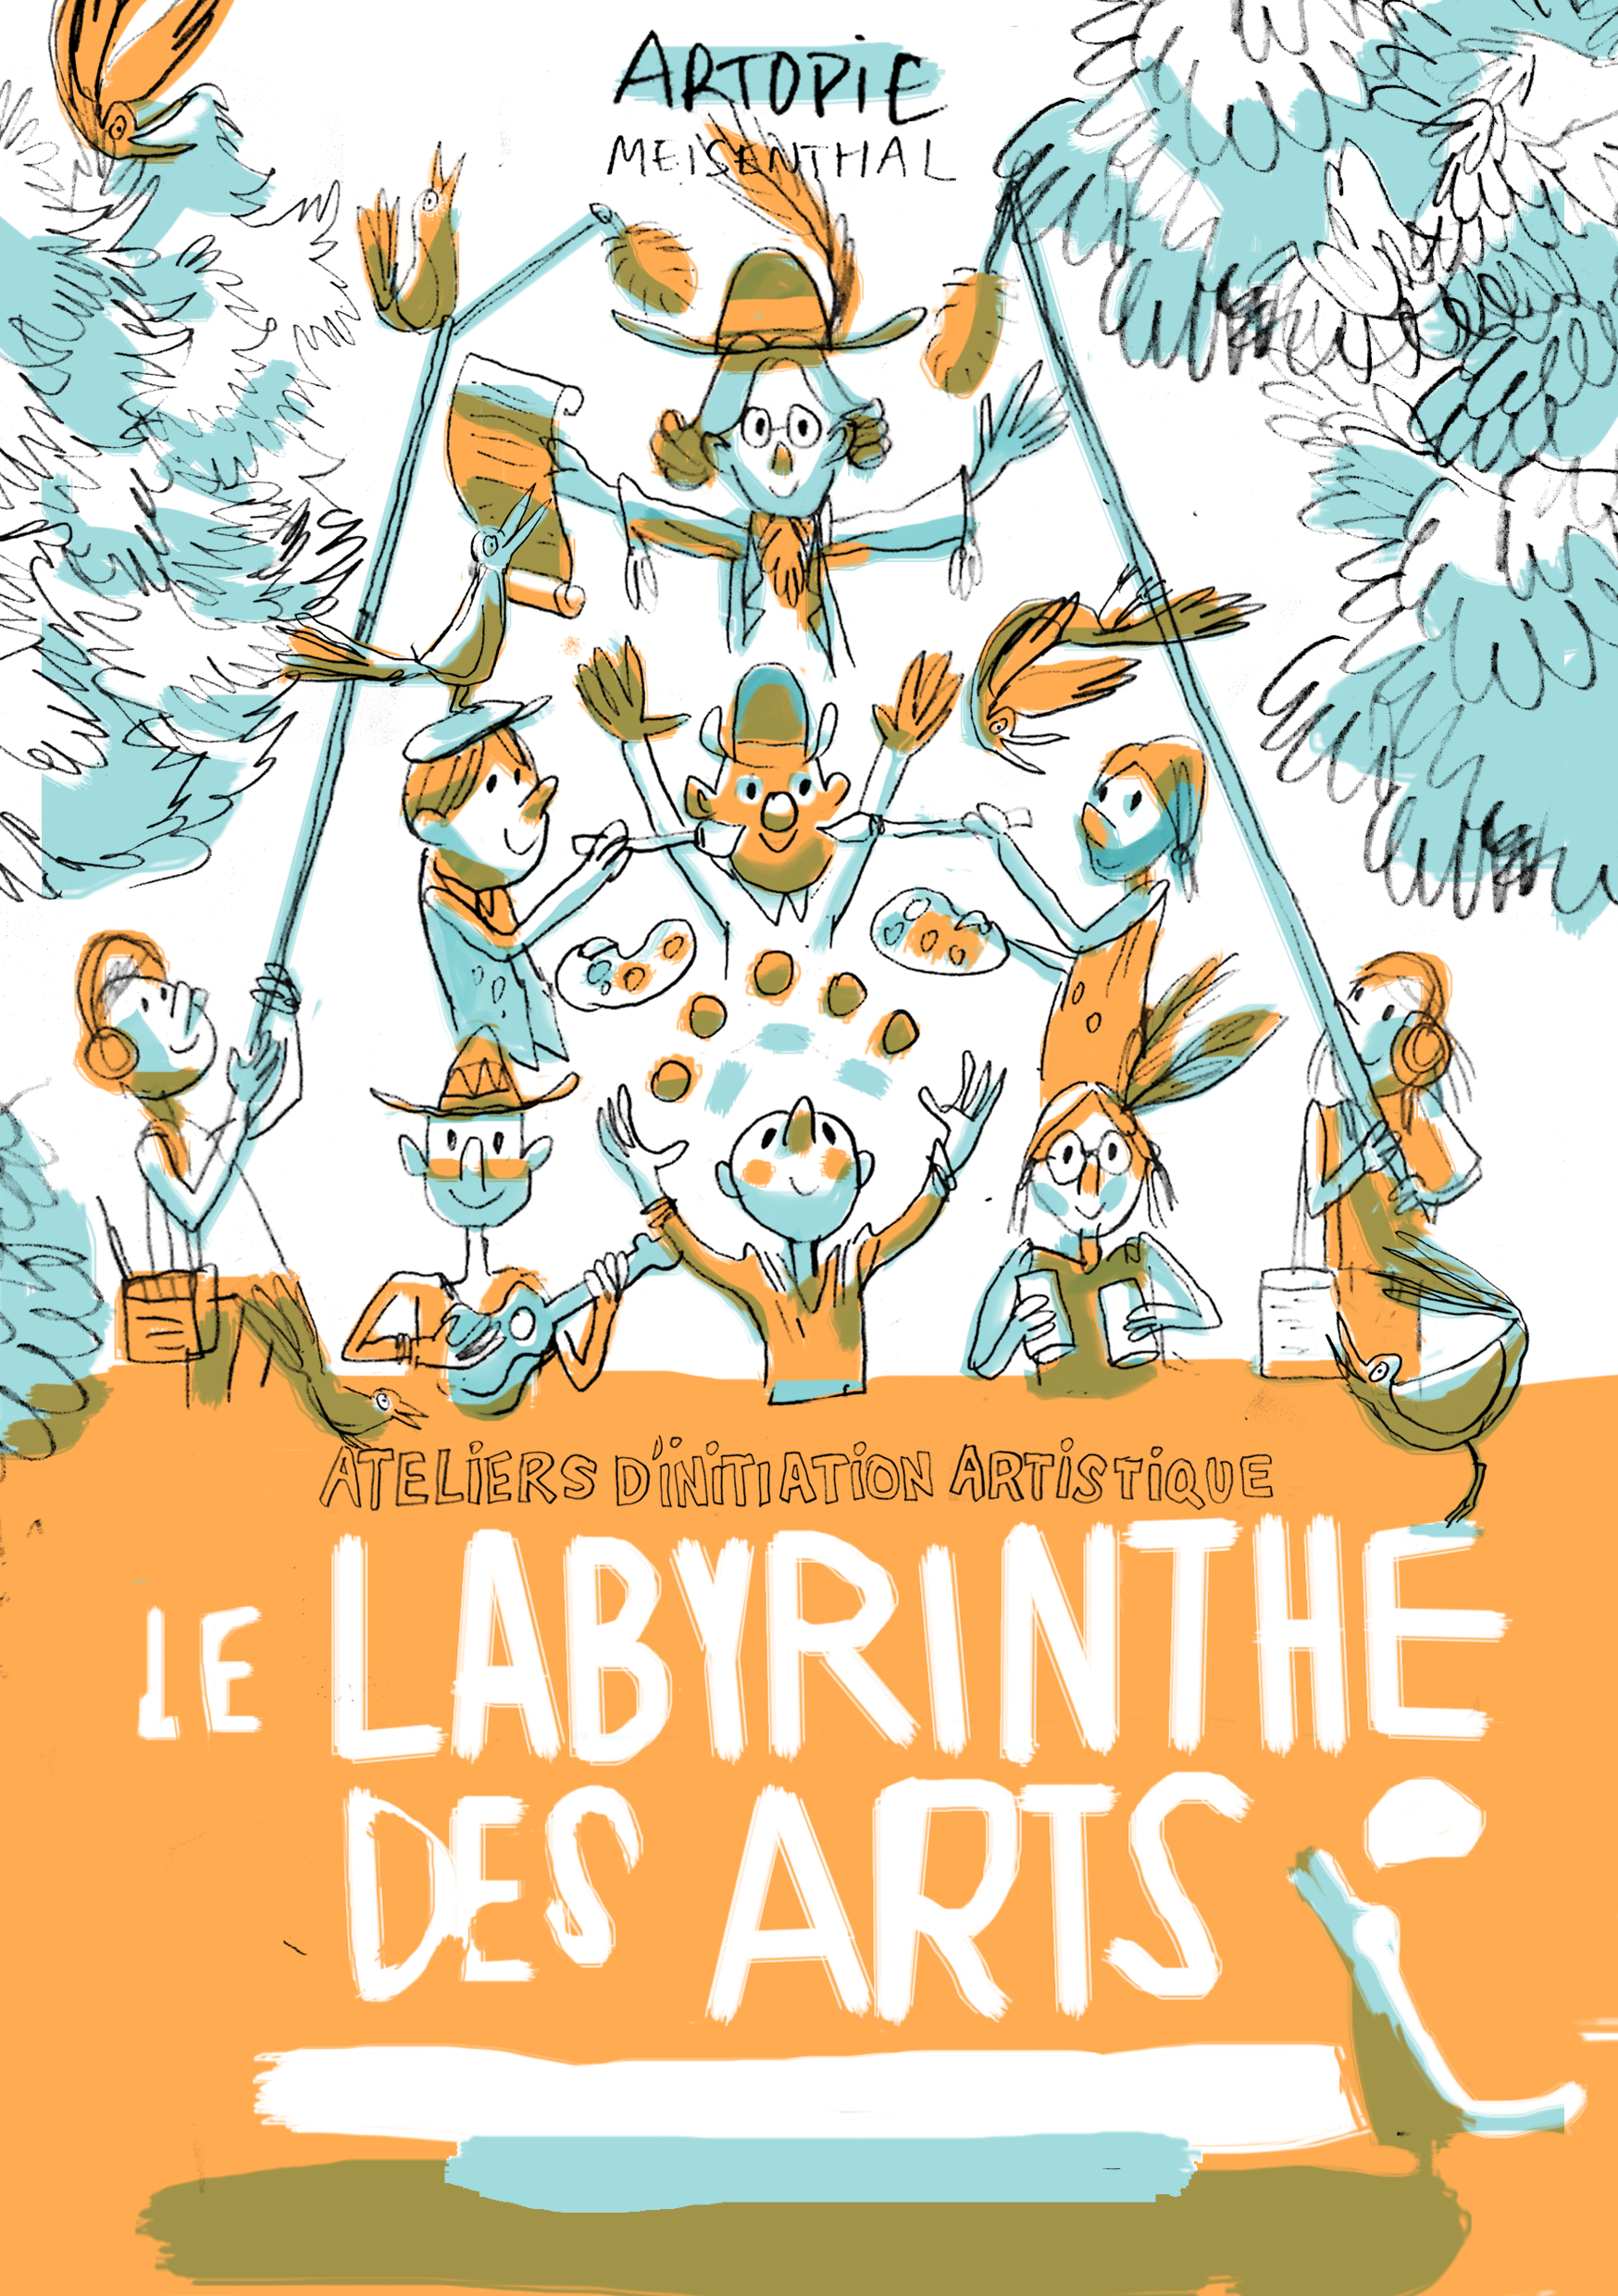 ARTOPiE
MEISENTHAL
ATELiERS D'iNiTIATiON ARTiSTiQUE
LE LABYRINTHE
DES ARTS